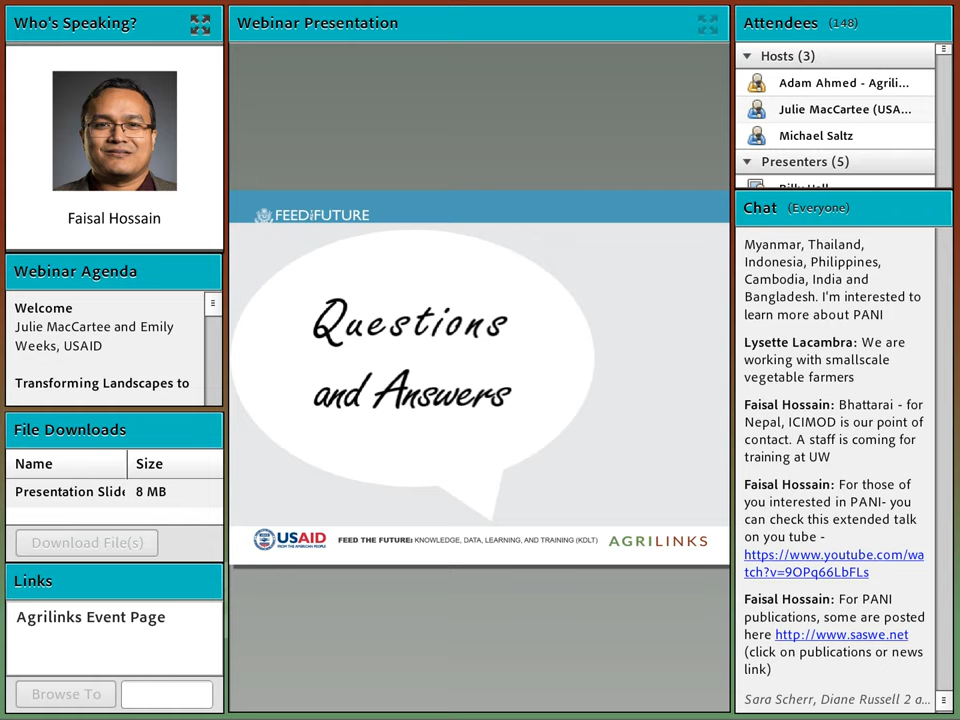 Who's Speaking?
Faisal Hossain
Webinar Agenda
Welcome
Julie MacCartee and Emily
Weeks, USAID
Transforming Landscapes to
File Downloads
Name Size
Presentation Slide 8 MB
Download File(s)
Links
Agrilinks Event Page
Browse To
Webinar Presentation
FEED THE FUTURE
Questions
and Answers
USAID
FROM THE AMERICAN PEOPLE
FEED THE FUTURE: KNOWLEDGE, DATA, LEARNING, AND TRAINING (KDLT)
AGRILINKS
Attendees (148)
Hosts (3)
Adam Ahmed - Agrili...
Julie MacCartee (USA...
Michael Saltz
Presenters (5)
Chat (Everyone)
Myanmar, Thailand,
Indonesia, Philippines,
Cambodia, India and
Bangladesh. I'm interested to
learn more about PANI
Lysette Lacambra: We are
working with smallscale
vegetable farmers
Faisal Hossain: Bhattarai - for
Nepal, ICIMOD is our point of
contact. A staff is coming for
training at UW
Faisal Hossain: For those of
you interested in PANI- you
can check this extended talk
on you tube -
https://www.youtube.com/wa
tch?v=9OPq66LbFLs
Faisal Hossain: For PANI
publications, some are posted
here http://www.saswe.net
(click on publications or news
link)
Sara Scherr, Diane Russell 2 a...